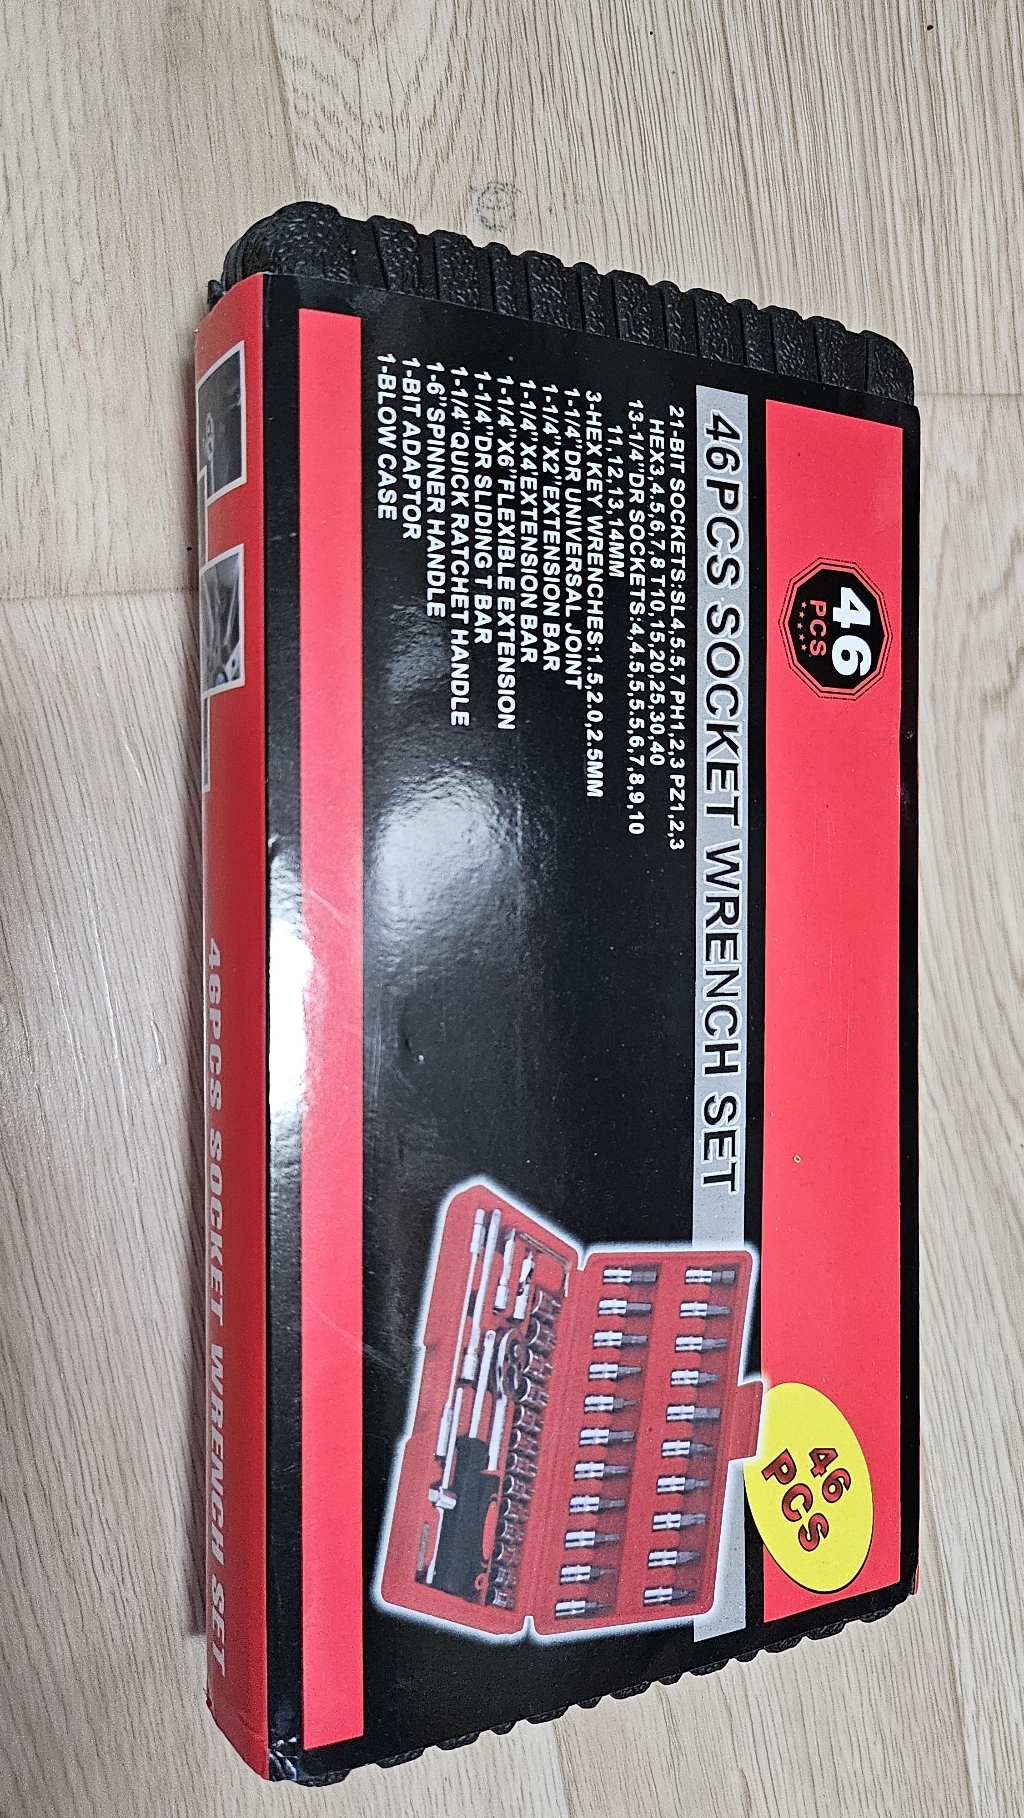 46
PCS
46PCS SOCKET WRENCH SET
21-BIT SOCKETS:SL4,5.5,7 PH1,2,3 PZ1,2,3
HEX3,4,5,6,7,8 T10,15,20,25,30,40
13-1/4"DR SOCKETS:4,4.5,5,5.5,6,7,8,9,10
11,12,13,14MM
3-HEX KEY WRENCHES:1.5,2.0,2.5MM
1-1/4"DR UNIVERSAL JOINT
1-1/4"X2"EXTENSION BAR
1-1/4"X4"EXTENSION BAR
1-1/4"X6"FLEXIBLE EXTENSION
1-1/4"DR SLIDING T BAR
1-1/4"QUICK RATCHET HANDLE
1-6"SPINNER HANDLE
1-BIT ADAPTOR
1-BLOW CASE
46
PCS
46PCS SOCKET WRENCH SET